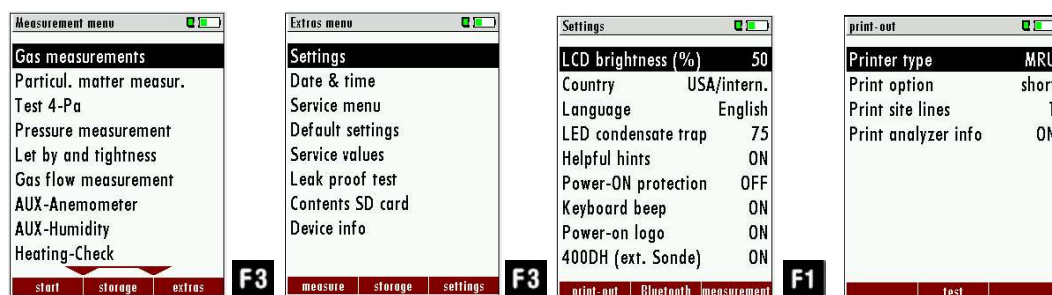 Measurement menu
Gas measurements
Particul. matter measur.
Test 4-Pa
Pressure measurement
Let by and tightness
Gas flow measurement
AUX-Anemometer
AUX-Humidity
Heating-Check
start storage extras
F3
Extras menu
Settings
Date & time
Service menu
Default settings
Service values
Leak proof test
Contents SD card
Device info
measure storage settings
F3
Settings
LCD brightness (%) 50
Country USA/intern.
Language English
LED condensate trap 75
Helpful hints ON
Power-ON protection OFF
Keyboard beep ON
Power-on logo ON
400DH (ext. Sonde) ON
print-out Bluetooth measurement
F1
print-out
Printer type MRU
Print option short
Print site lines
Print analyzer info ON
test